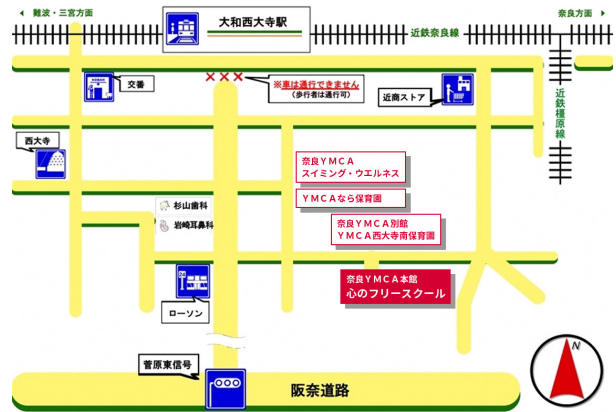 難波・三宮方面
奈良方面
大和西大寺駅
近鉄奈良線
交番
※車は通行できません
(歩行者は通行可)
近商ストア
近鉄橿原線
西大寺
奈良YMCA
スイミング・ウエルネス
YMCAなら保育園
杉山歯科
岩崎耳鼻科
奈良YMCA別館
YMCA西大寺南保育園
奈良YMCA本館
心のフリースクール
ローソン
菅原東信号
阪奈道路
N